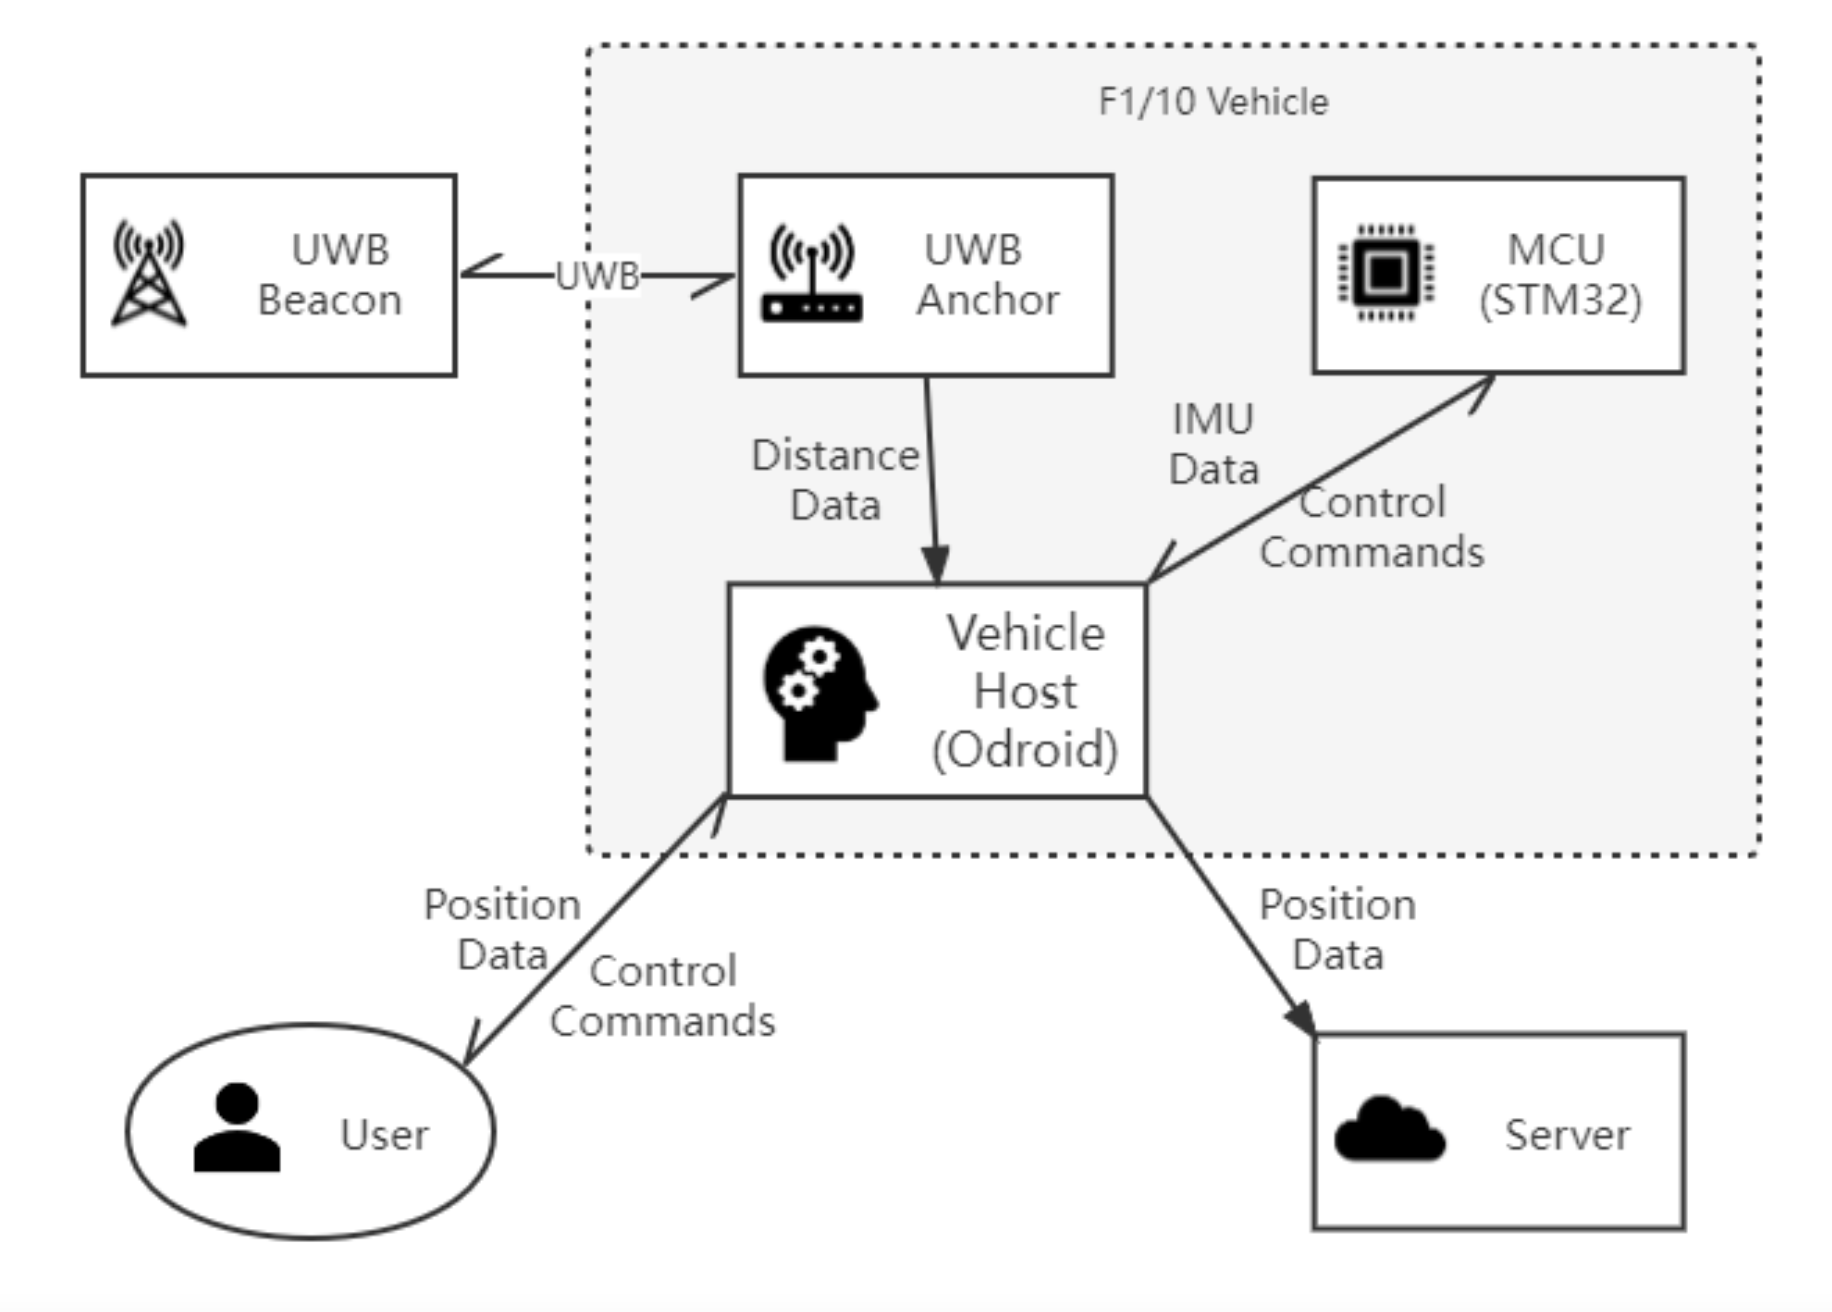 F1/10 Vehicle
UWB
Beacon
UWB
UWB
Anchor
MCU
(STM32)
Distance
Data
IMU
Data
Control
Commands
Vehicle
Host
(Odroid)
Position
Data
Control
Commands
Position
Data
User
Server